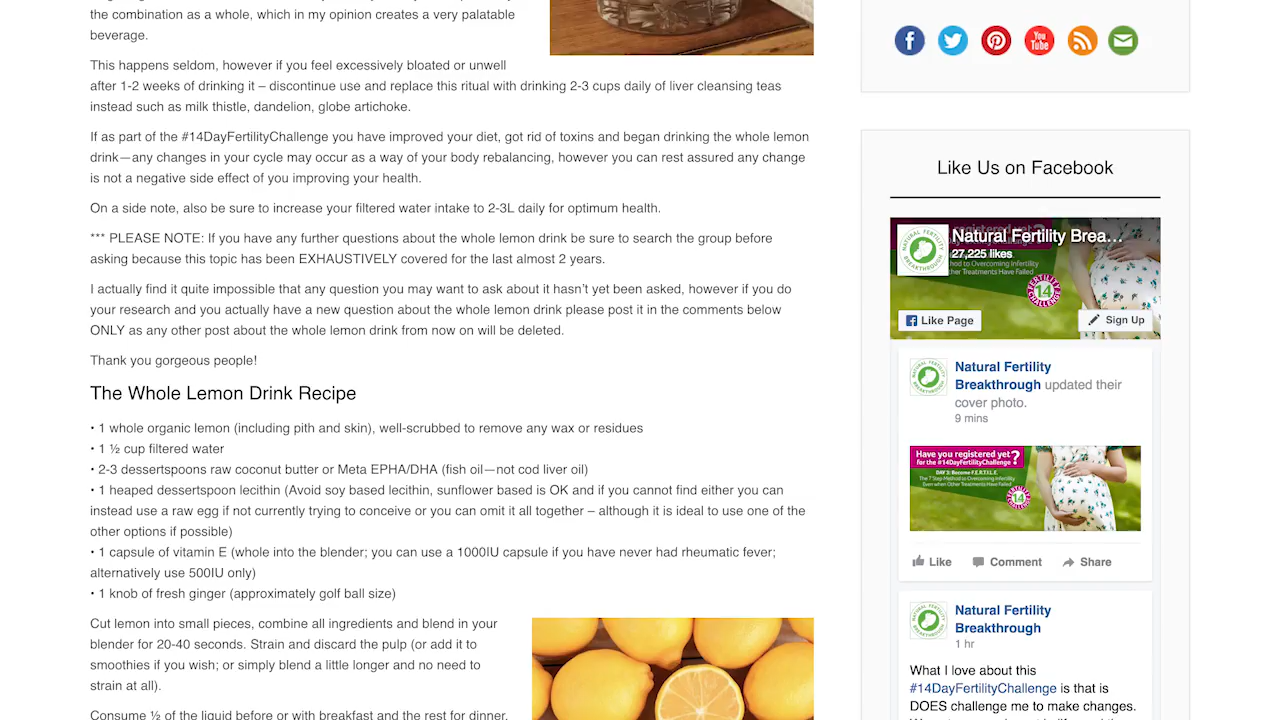 the combination as a whole, which in my opinion creates a very palatable
beverage.
This happens seldom, however if you feel excessively bloated or unwell
after 1-2 weeks of drinking it – discontinue use and replace this ritual with drinking 2-3 cups daily of liver cleansing teas
instead such as milk thistle, dandelion, globe artichoke.
If as part of the #14DayFertilityChallenge you have improved your diet, got rid of toxins and began drinking the whole lemon
drink—any changes in your cycle may occur as a way of your body rebalancing, however you can rest assured any change
is not a negative side effect of you improving your health.
On a side note, also be sure to increase your filtered water intake to 2-3L daily for optimum health.
*** PLEASE NOTE: If you have any further questions about the whole lemon drink be sure to search the group before
asking because this topic has been EXHAUSTIVELY covered for the last almost 2 years.
I actually find it quite impossible that any question you may want to ask about it hasn't yet been asked, however if you do
your research and you actually have a new question about the whole lemon drink please post it in the comments below
ONLY as any other post about the whole lemon drink from now on will be deleted.
Thank you gorgeous people!
The Whole Lemon Drink Recipe
• 1 whole organic lemon (including pith and skin), well-scrubbed to remove any wax or residues
• 1 ½ cup filtered water
• 2-3 dessertspoons raw coconut butter or Meta EPHA/DHA (fish oil—not cod liver oil)
• 1 heaped dessertspoon lecithin (Avoid soy based lecithin, sunflower based is OK and if you cannot find either you can
instead use a raw egg if not currently trying to conceive or you can omit it all together – although it is ideal to use one of the
other options if possible)
• 1 capsule of vitamin E (whole into the blender; you can use a 1000IU capsule if you have never had rheumatic fever;
alternatively use 500IU only)
• 1 knob of fresh ginger (approximately golf ball size)
Cut lemon into small pieces, combine all ingredients and blend in your
blender for 20-40 seconds. Strain and discard the pulp (or add it to
smoothies if you wish; or simply blend a little longer and no need to
strain at all).
Consume ½ of the liquid before or with breakfast and the rest for dinner.
You Tube
Like Us on Facebook
Natural Fertility Brea...
27,225 likes
Like Page
Sign Up
Natural Fertility
Breakthrough updated their
cover photo.
9 mins
Have you registered yet?
for the #14DayFertilityChallenge
DAY 3: Become F.E.R.T.I.L.E.
The 7 Step Method to Overcoming Infertility
Even When Other Treatments Have Failed
14
Like
Comment
Share
Natural Fertility
Breakthrough
1 hr
What I love about this
#14DayFertilityChallenge is that is
DOES challenge me to make changes.